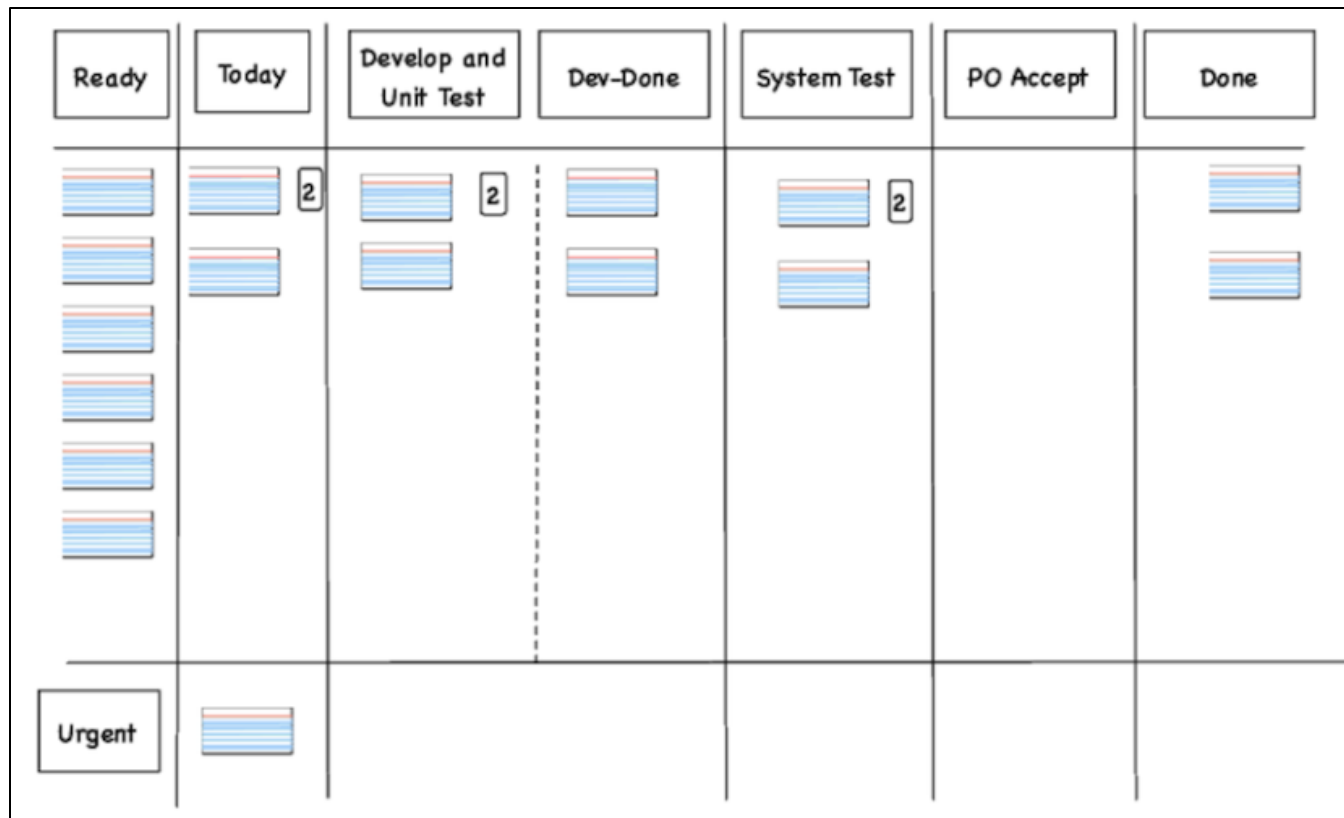 Ready
Today
Develop and
Unit Test
Dev-Done
System Test
PO Accept
Done
2
2
2
Urgent